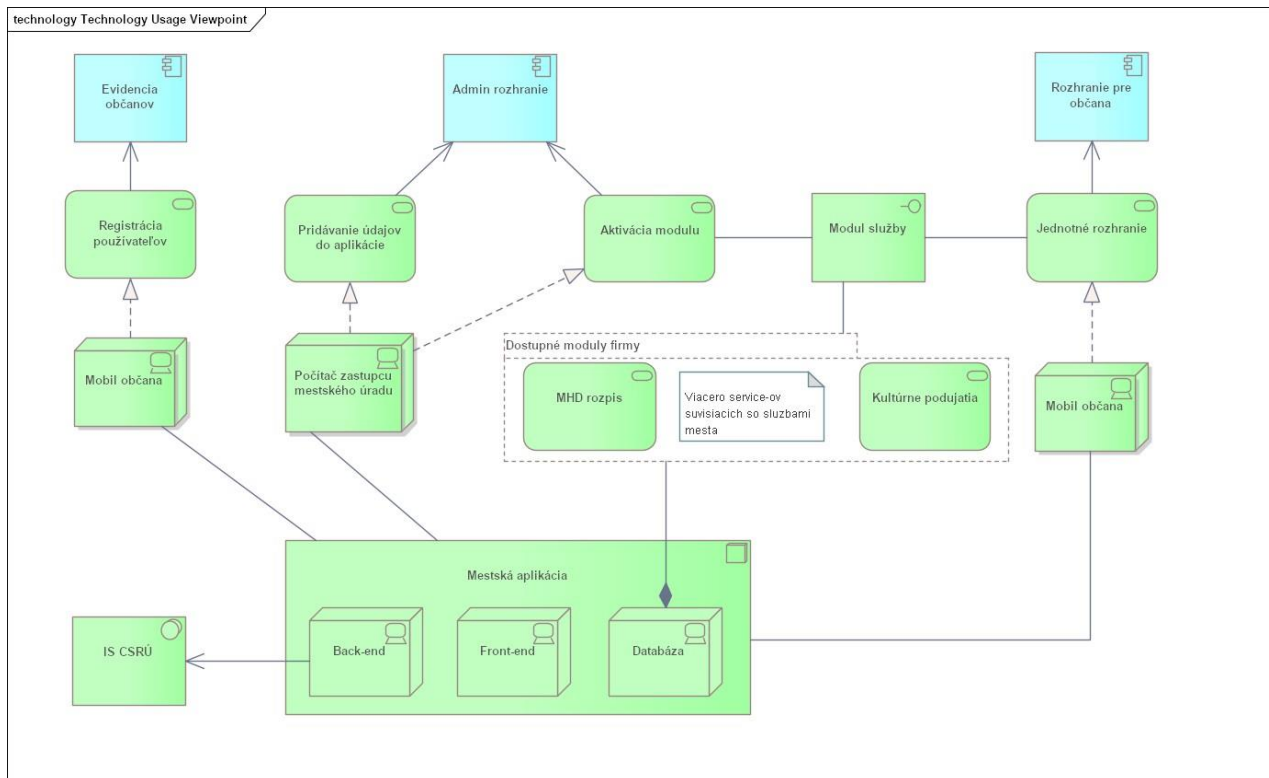 technology Technology Usage Viewpoint
Evidencia
občanov
Admin rozhranie
Rozhranie pre
občana
Registrácia
používateľov
Pridávanie údajov
do aplikácie
Aktivácia modulu
Modul služby
Jednotné rozhranie
Mobil občana
Počítač zastupcu
mestského úradu
Dostupné moduly firmy
MHD rozpis
Viacero service-ov
suvisiacich so sluzbami
mesta
Kultúrne podujatia
Mobil občana
Mestská aplikácia
IS CSRÚ
Back-end
Front-end
Databáza